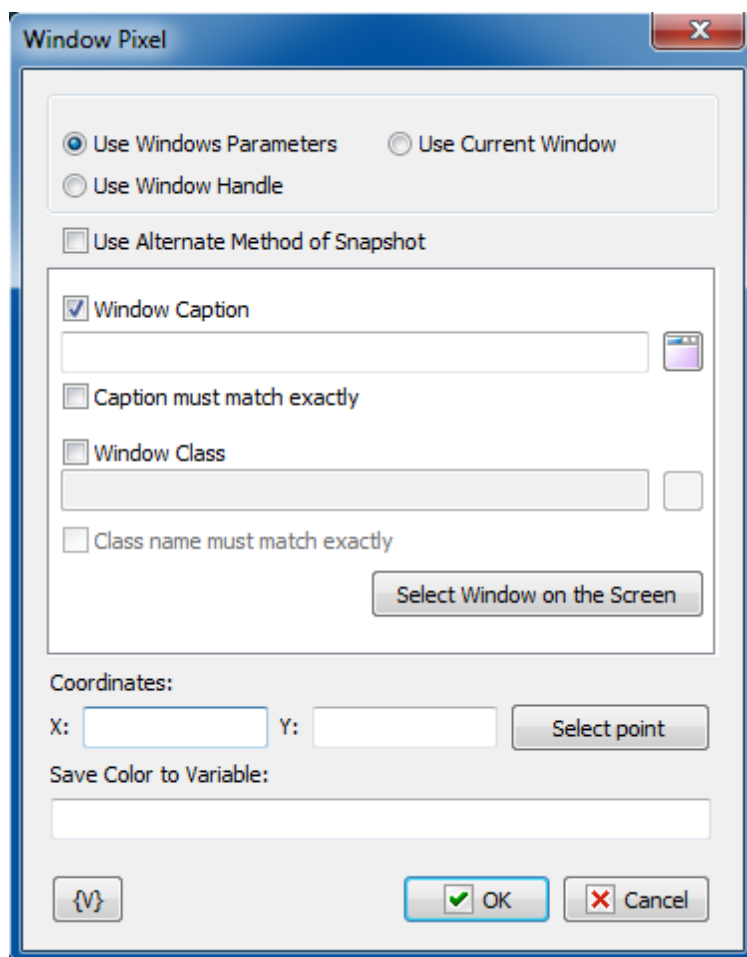 Window Pixel
Use Windows Parameters Use Current Window
Use Window Handle
Use Alternate Method of Snapshot
Window Caption
Caption must match exactly
Window Class
Class name must match exactly
Select Window on the Screen
Coordinates:
X: Y: Select point
Save Color to Variable:
{V} OK Cancel